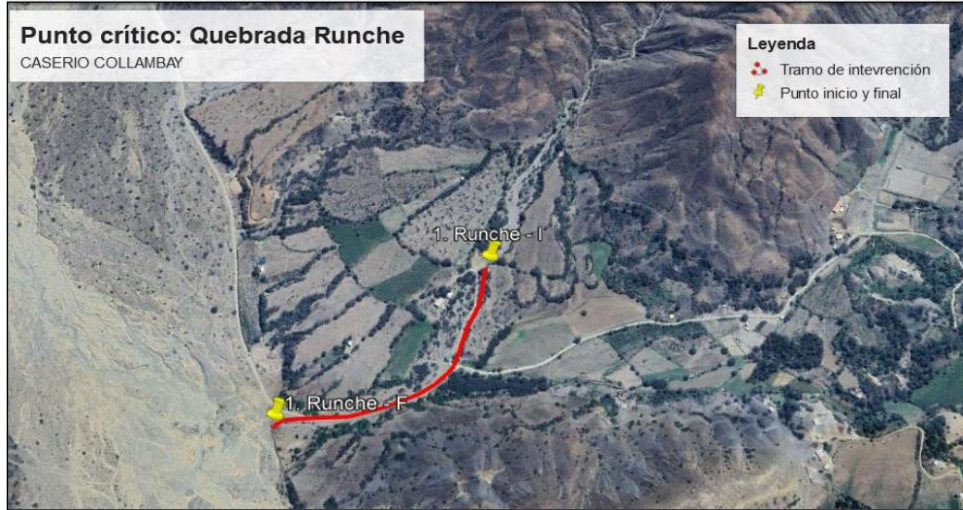 Punto crítico: Quebrada Runche
CASERIO COLLAMBAY
Leyenda
Tramo de intevrención
Punto inicio y final
1. Runche - I
1. Runche - F